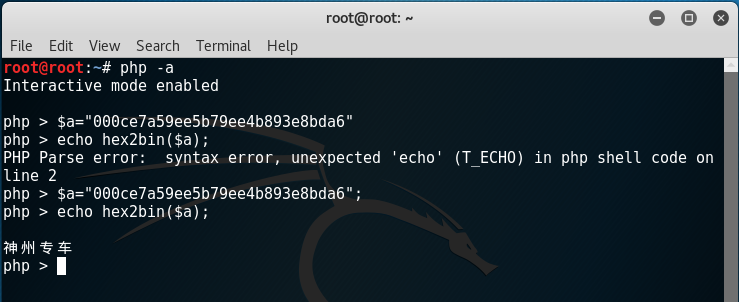 root@root: ~
File Edit View Search Terminal Help
root@root:~# php -a
Interactive mode enabled
php > $a="000ce7a59ee5b79ee4b893e8bda6"
php > echo hex2bin($a);
PHP Parse error:  syntax error, unexpected 'echo' (T_ECHO) in php shell code on
line 2
php > $a="000ce7a59ee5b79ee4b893e8bda6";
php > echo hex2bin($a);
神州专车
php >